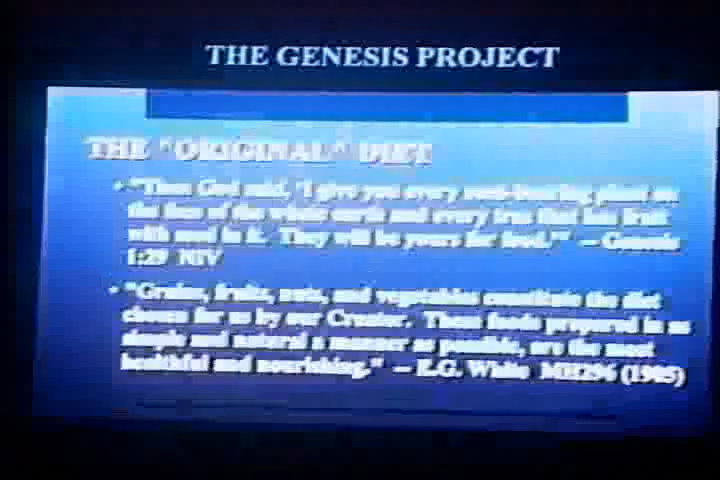 THE GENESIS PROJECT
THE "ORIGINAL" DIET
• "Then God said, 'I give you every seed-bearing plant on
the face of the whole earth and every tree that has fruit
with seed in it. They will be yours for food.'" – Genesis
1:29 NIV
• "Grains, fruits, nuts, and vegetables constitute the diet
chosen for us by our Creator. These foods prepared in as
simple and natural a manner as possible, are the most
healthful and nourishing." – E.G. White MH296 (1905)